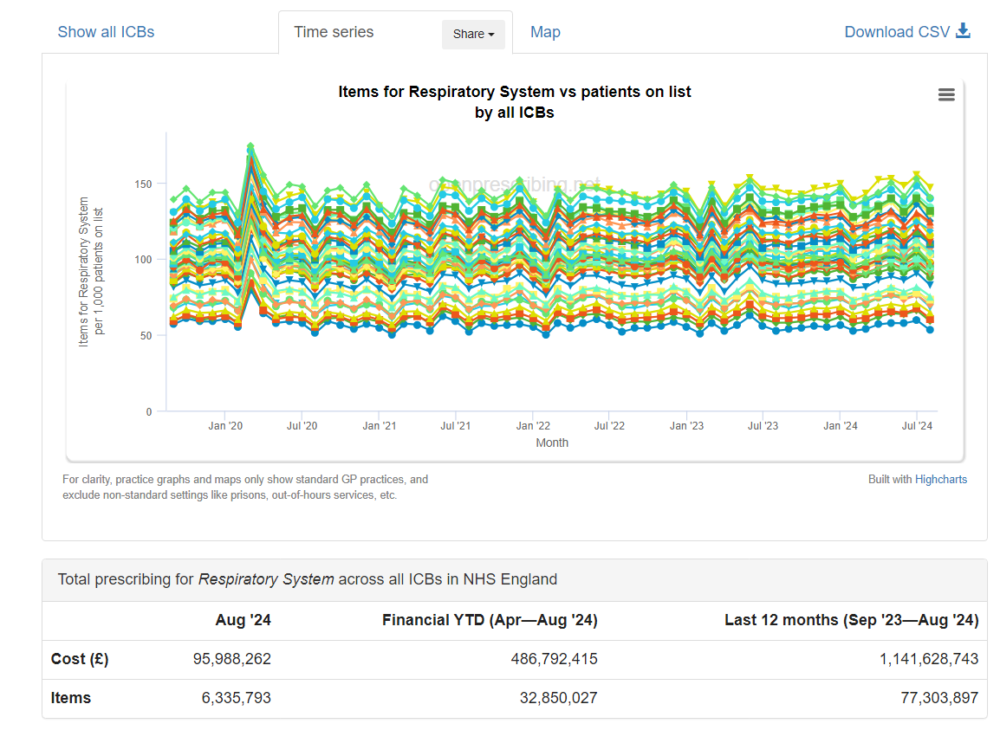 Show all ICBs
Time series
Share
Map
Download CSV
Items for Respiratory System vs patients on list
by all ICBs
openprescribing.net
Items for Respiratory System
per 1,000 patients on list
150
100
50
0
Jan '20
Jul '20
Jan '21
Jul '21
Jan '22
Jul '22
Jan '23
Jul '23
Jan '24
Jul '24
Month
For clarity, practice graphs and maps only show standard GP practices, and
exclude non-standard settings like prisons, out-of-hours services, etc.
Built with Highcharts
Total prescribing for Respiratory System across all ICBs in NHS England
Aug '24 Financial YTD (Apr—Aug '24) Last 12 months (Sep '23—Aug '24)
Cost (£) 95,988,262 486,792,415 1,141,628,743
Items 6,335,793 32,850,027 77,303,897